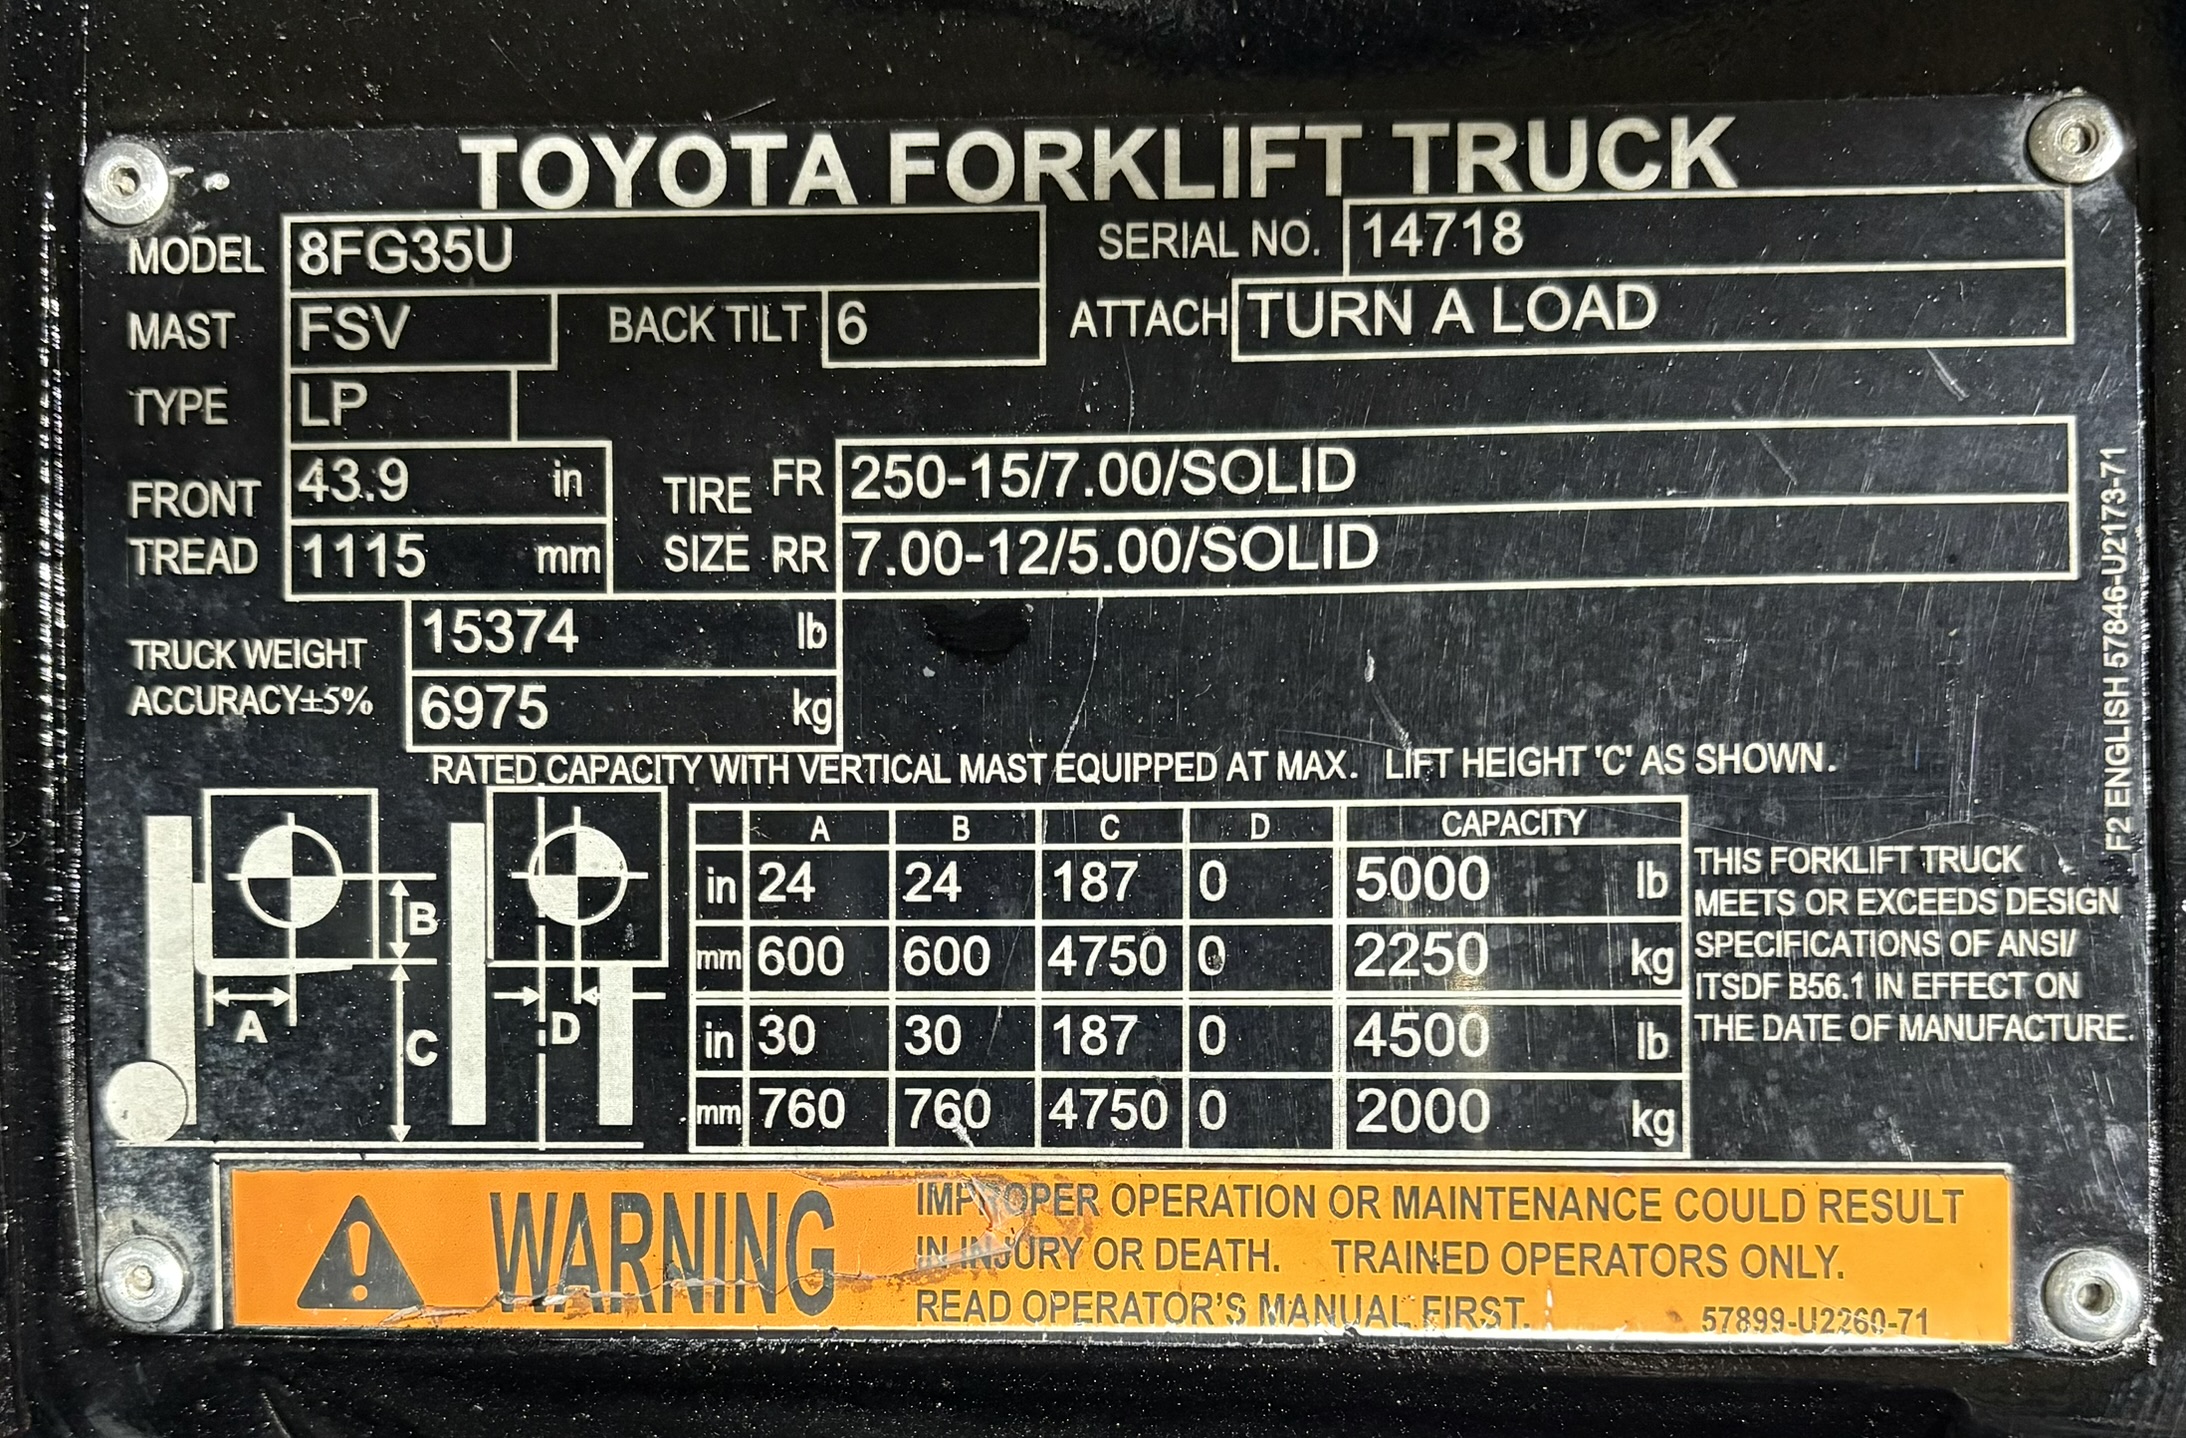 TOYOTA FORKLIFT TRUCK
MODEL 8FG35U SERIAL NO. 14718
MAST FSV BACK TILT 6 ATTACH TURN A LOAD
TYPE LP
FRONT TREAD 43.9 in
1115 mm
TIRE SIZE FR 250-15/7.00/SOLID
RR 7.00-12/5.00/SOLID
TRUCK WEIGHT 15374 lb
ACCURACY±5% 6975 kg
RATED CAPACITY WITH VERTICAL MAST EQUIPPED AT MAX. LIFT HEIGHT 'C' AS SHOWN.
A B C D CAPACITY
in 24 24 187 0 5000 lb
mm 600 600 4750 0 2250 kg
in 30 30 187 0 4500 lb
mm 760 760 4750 0 2000 kg
B
A
C
D
THIS FORKLIFT TRUCK
MEETS OR EXCEEDS DESIGN
SPECIFICATIONS OF ANSI/
ITSDF B56.1 IN EFFECT ON
THE DATE OF MANUFACTURE.
F2 ENGLISH 57846-U2173-71
WARNING
IMPROPER OPERATION OR MAINTENANCE COULD RESULT
IN INJURY OR DEATH. TRAINED OPERATORS ONLY.
READ OPERATOR'S MANUAL FIRST. 57899-U2260-71